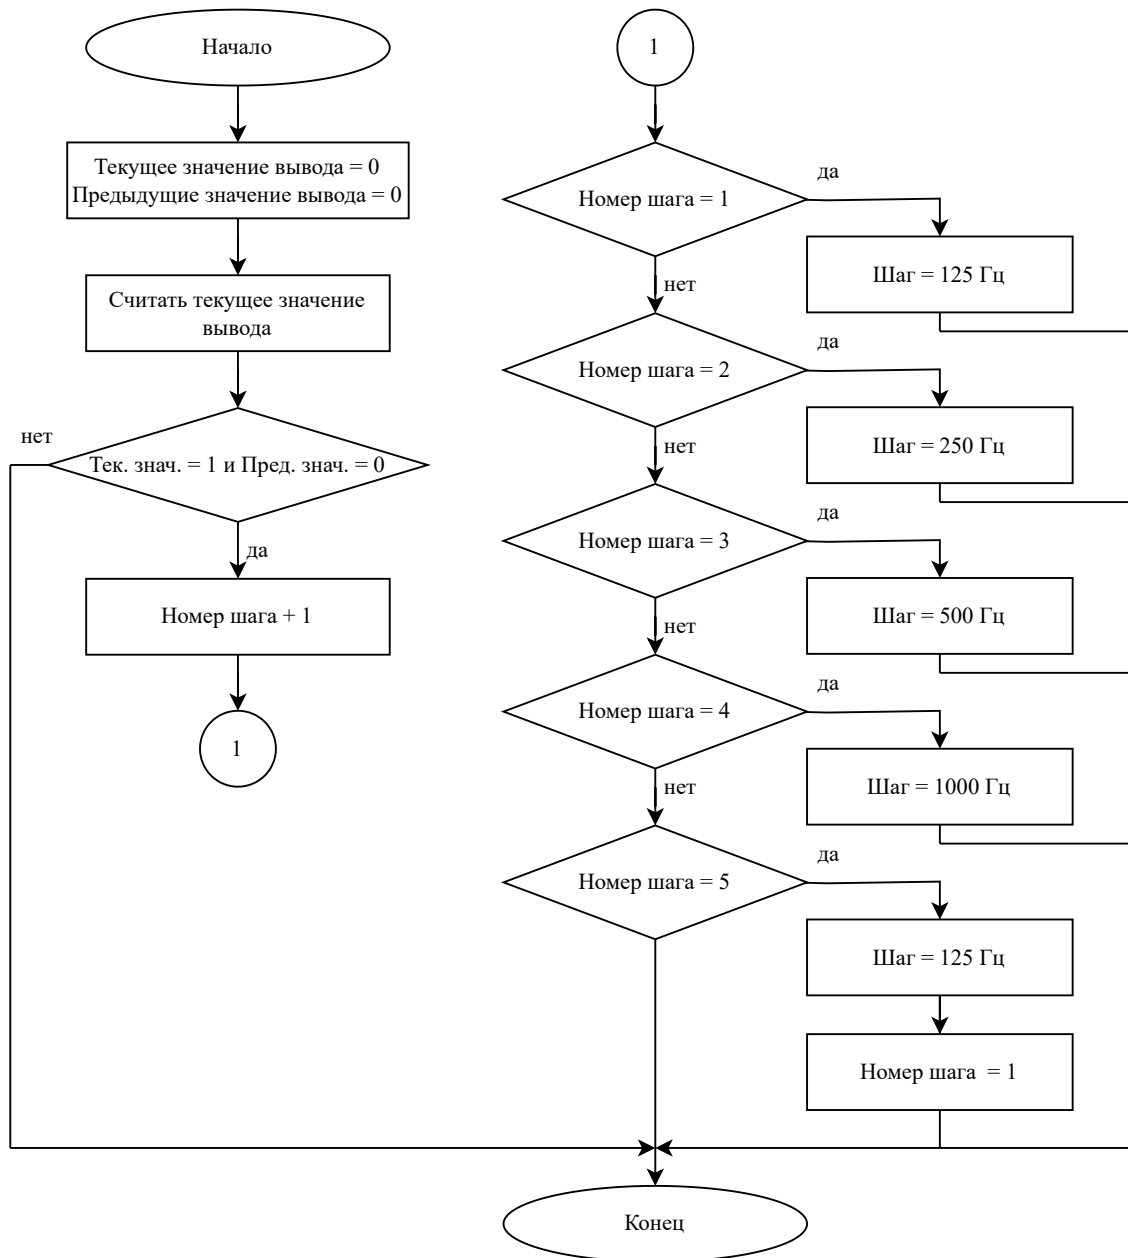 Начало
Текущее значение вывода = 0
Предыдущие значение вывода = 0
Считать текущее значение
вывода
нет
Тек. знач. = 1 и Пред. знач. = 0
да
Номер шага + 1
1
1
Номер шага = 1
да
Шаг = 125 Гц
нет
Номер шага = 2
да
Шаг = 250 Гц
нет
Номер шага = 3
да
Шаг = 500 Гц
нет
Номер шага = 4
да
Шаг = 1000 Гц
нет
Номер шага = 5
да
Шаг = 125 Гц
Номер шага = 1
Конец